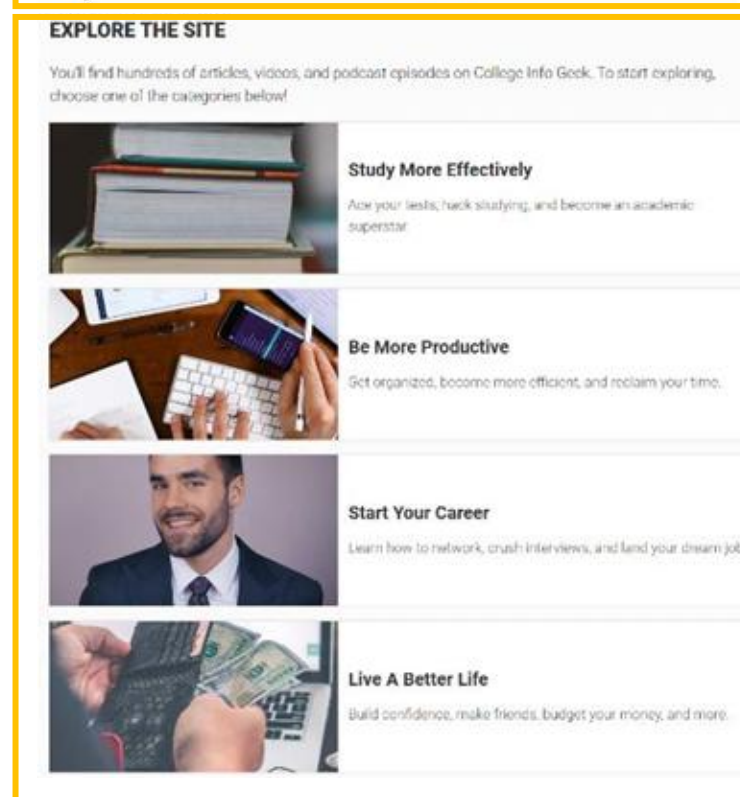 EXPLORE THE SITE
You'll find hundreds of articles, videos, and podcast episodes on College Info Geek. To start exploring,
choose one of the categories below!
Study More Effectively
Ace your tests, hack studying, and become an academic
superstar
Be More Productive
Get organized, become more efficient, and reclaim your time.
Start Your Career
Learn how to network, crush interviews, and land your dream job
Live A Better Life
Build confidence, make friends, budget your money, and more.